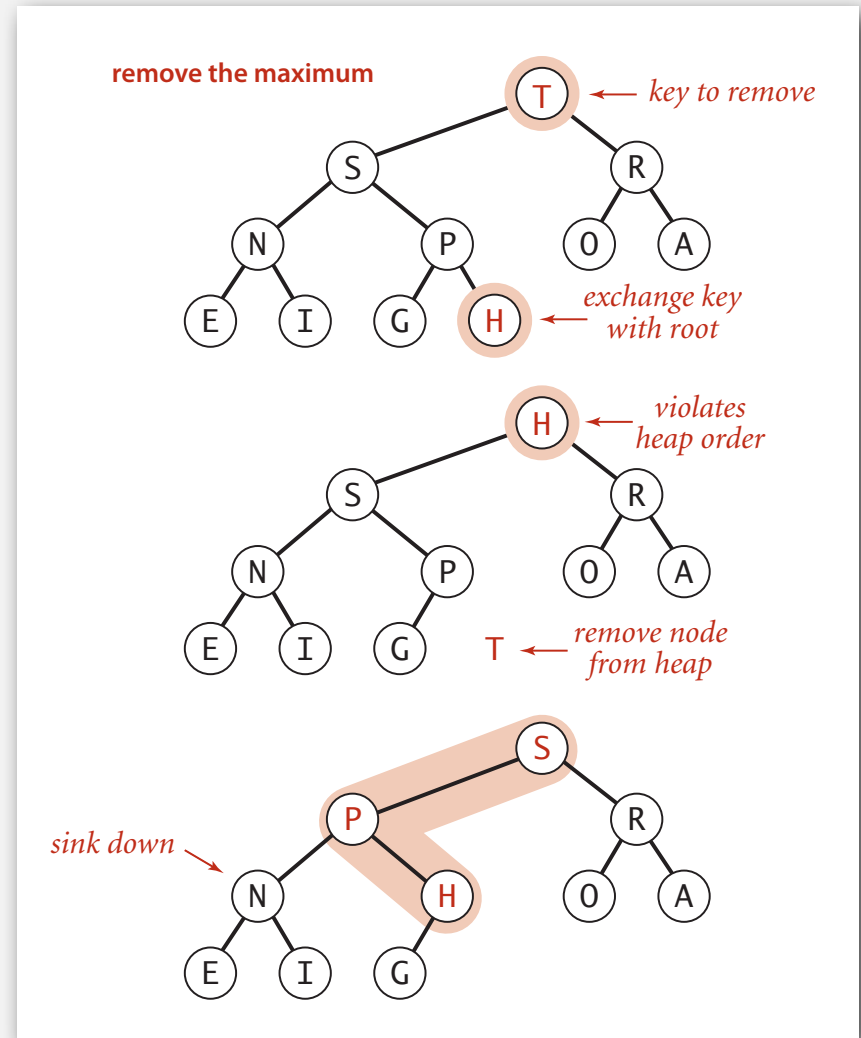 remove the maximum
T
key to remove
S
R
N
P
O
A
exchange key
with root
E
I
G
H
violates
heap order
H
S
R
N
P
O
A
remove node
from heap
E
I
G
T
S
sink down
P
R
N
H
O
A
E
I
G